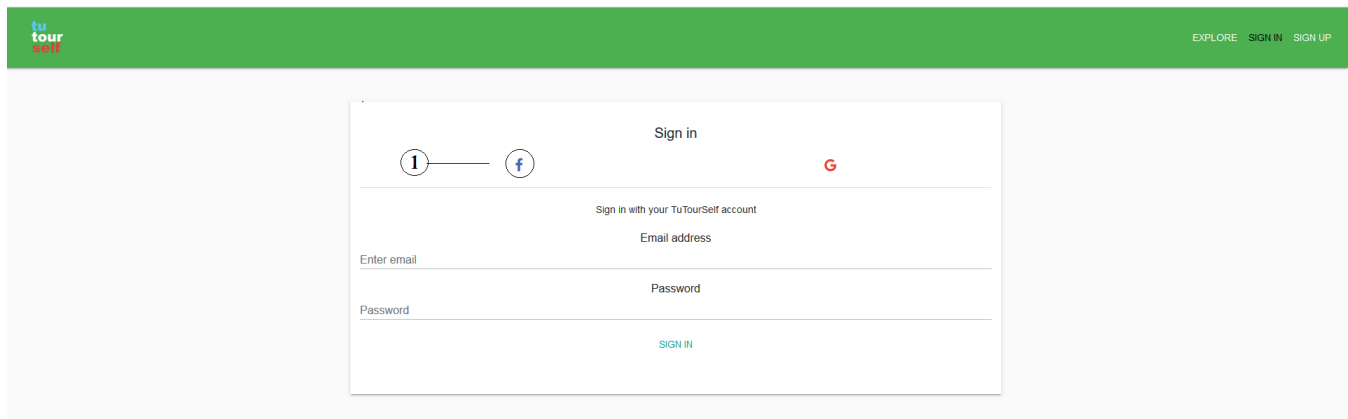 tu
tour
self
EXPLORE SIGN IN SIGN UP
Sign in
1
f
G
Sign in with your TuTourSelf account
Email address
Enter email
Password
Password
SIGN IN